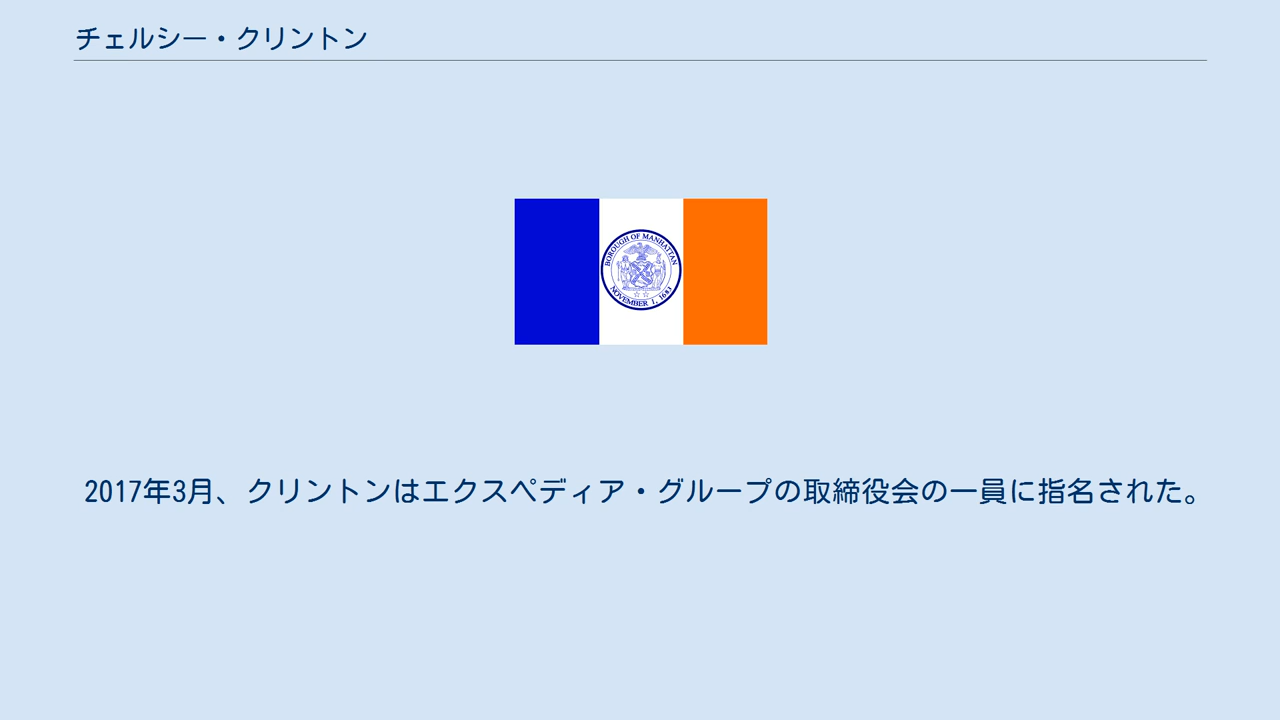 チェルシー・クリントン
BOROUGH OF MANHATTAN
NOVEMBER 1, 1683
2017年3月、クリントンはエクスペディア・グループの取締役会の一員に指名された。